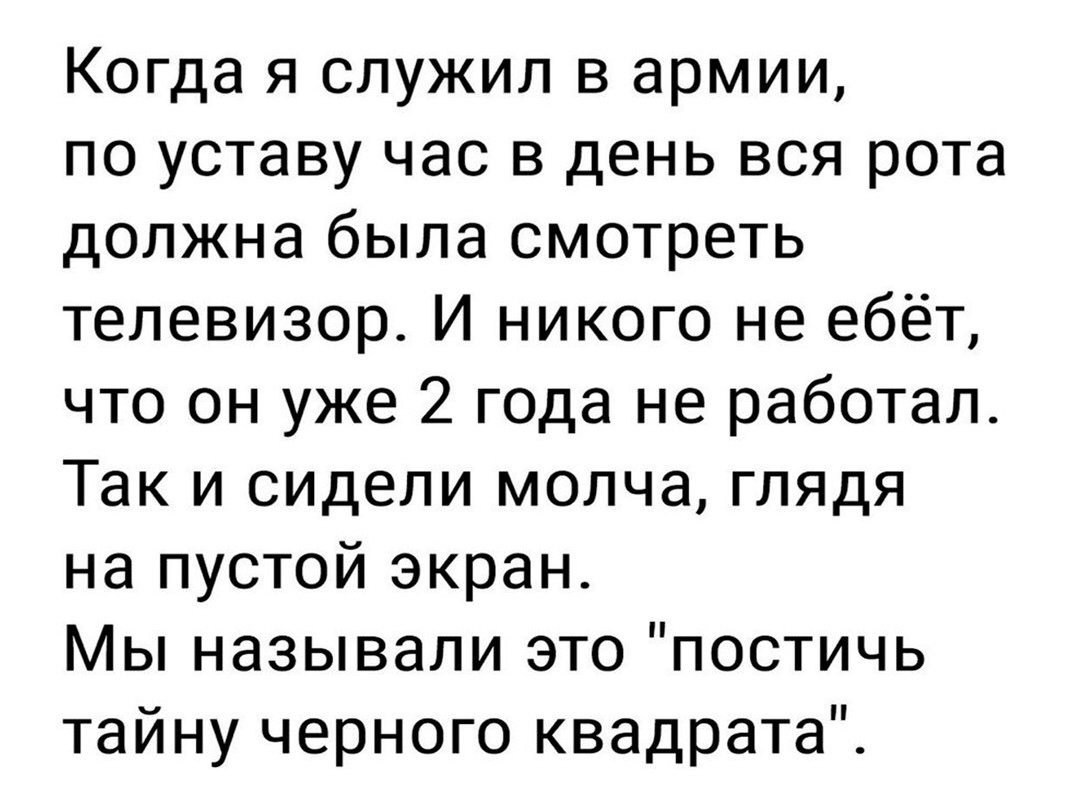 Когда я служил в армии,
по уставу час в день вся рота
должна была смотреть
телевизор. И никого не ебёт,
что он уже 2 года не работал.
Так и сидели молча, глядя
на пустой экран.
Мы называли это "постичь
тайну черного квадрата".